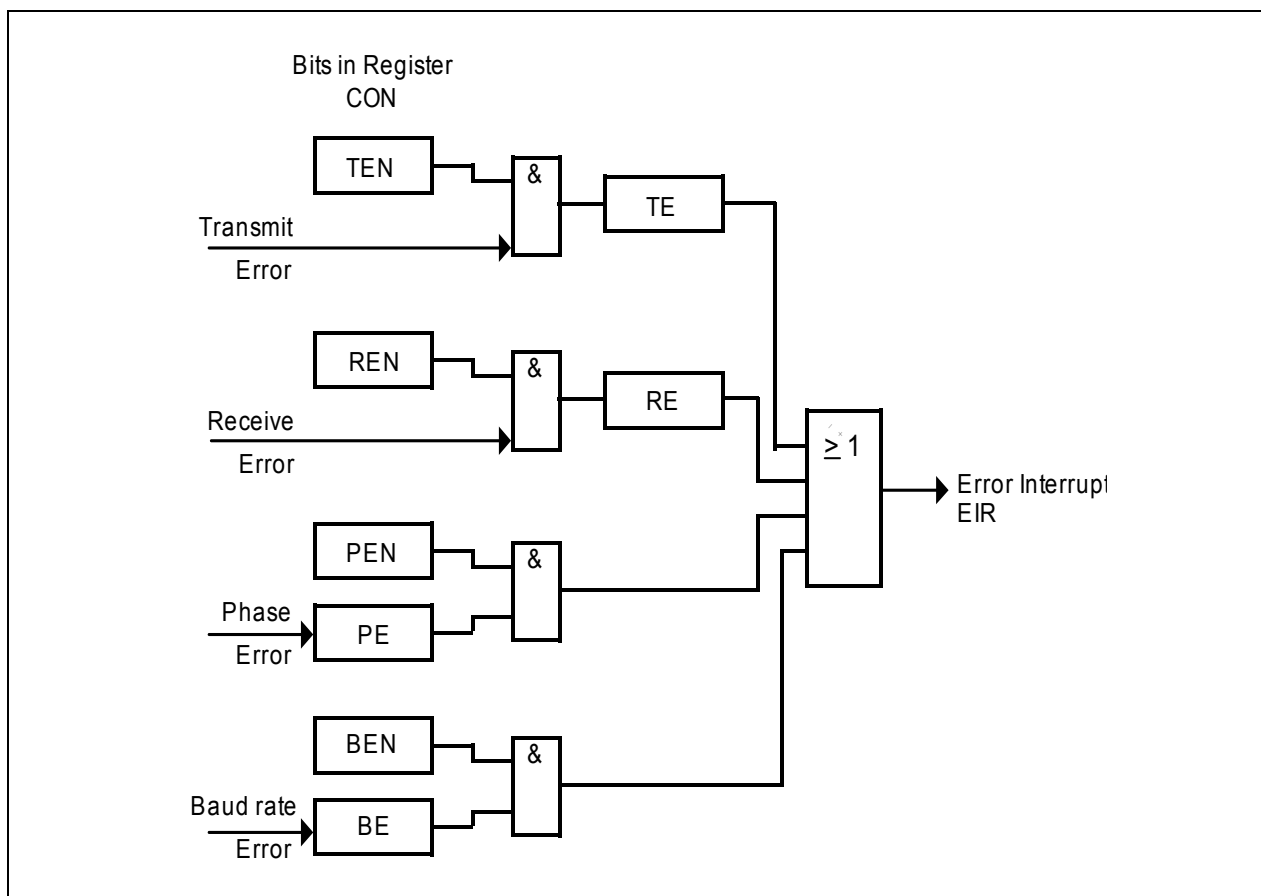 Bits in Register
CON
TEN
&
TE
Transmit
Error
REN
&
RE
Receive
Error
≥ 1
Error Interrupt
EIR
PEN
&
Phase
PE
Error
BEN
&
Baud rate
BE
Error